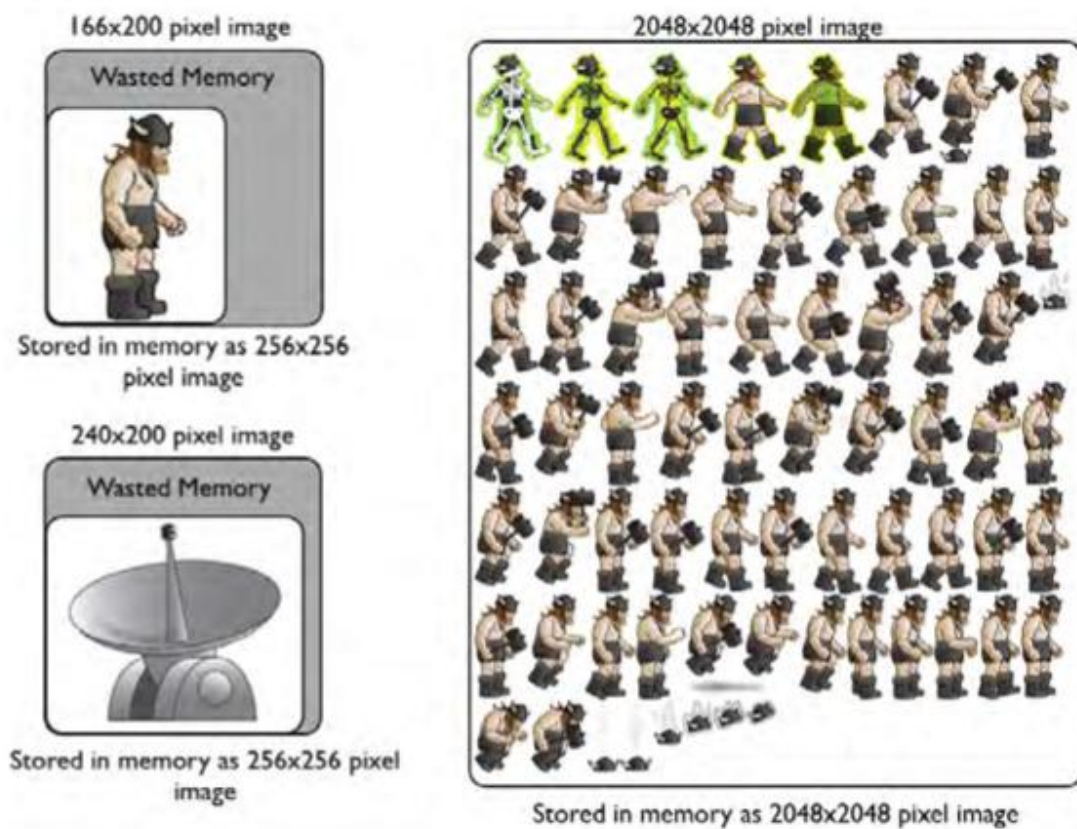 166x200 pixel image
Wasted Memory
Stored in memory as 256x256
pixel image
240x200 pixel image
Wasted Memory
Stored in memory as 256x256 pixel
image
2048x2048 pixel image
Stored in memory as 2048x2048 pixel image